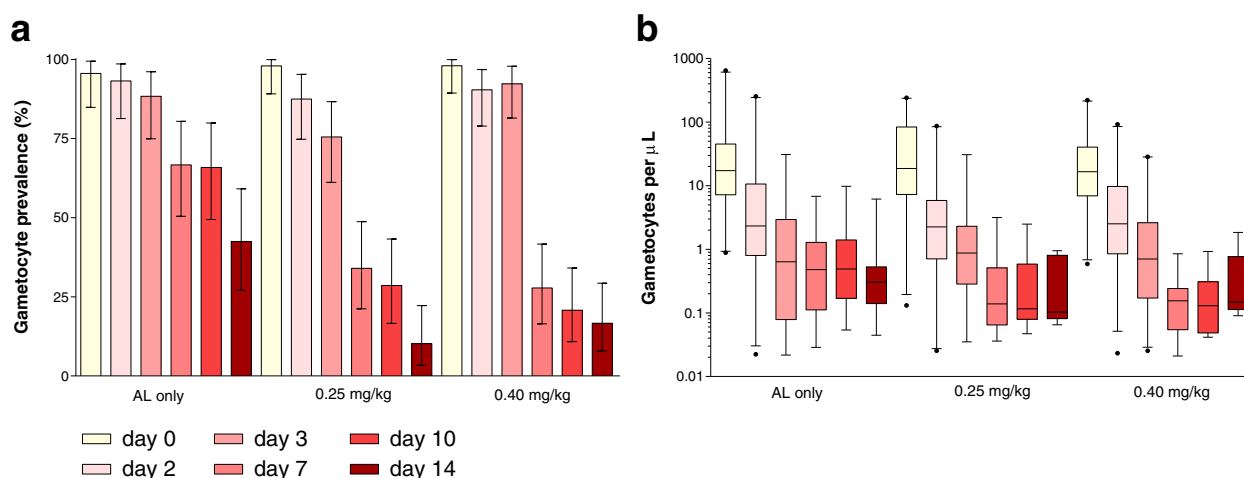 a
Gametocyte prevalence (%)
100
75
50
25
0
AL only 0.25 mg/kg 0.40 mg/kg
day 0 day 3 day 10
day 2 day 7 day 14
b
Gametocytes per μ L
1000
100
10
1
0.1
0.01
AL only 0.25 mg/kg 0.40 mg/kg